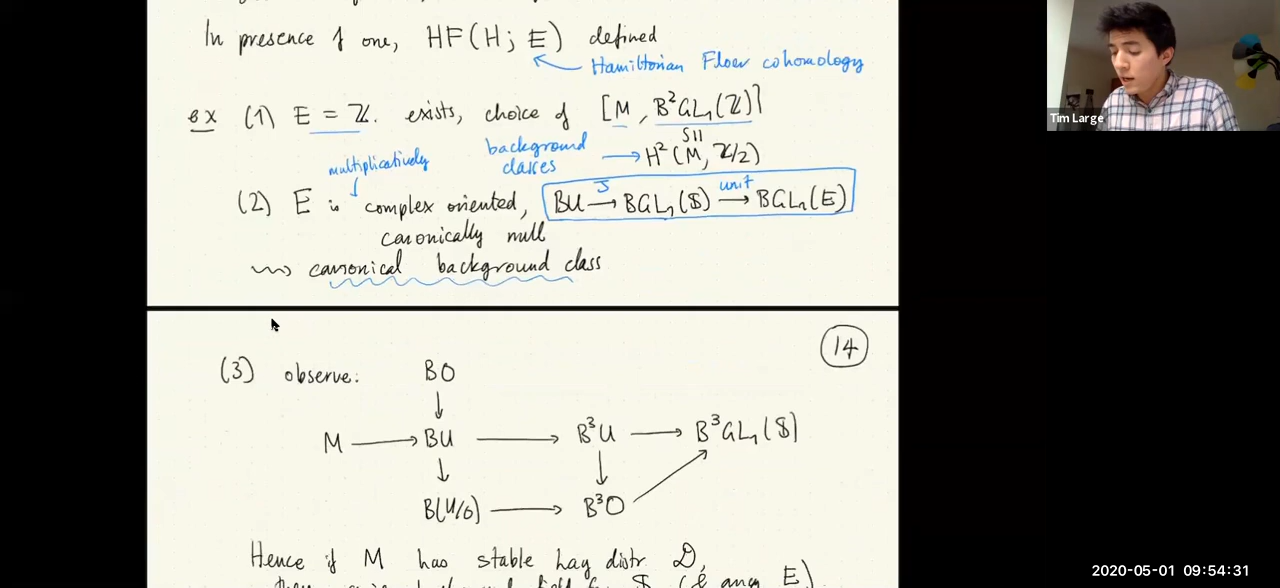 In presence of one, HF(H; E) defined
Hamiltonian Floer cohomology
ex (1) E = ℤ. exists, choice of [M, B²GL₁(ℤ)]
SII
background classes → H²(M, ℤ/2)
multiplicatively
(2) E is complex oriented, BU →J BGL₁(𝕊) →unit BGL₁(E)
canonically null
⇝ canonical background class
14
(3) observe: BO
↓
M → BU → B³U → B³GL₁(𝕊)
↓ ↓
B(U/O) → B³O
Hence if M has stable Lag distr D,
𝕊 (& any E)
Tim Large
2020-05-01 09:54:31